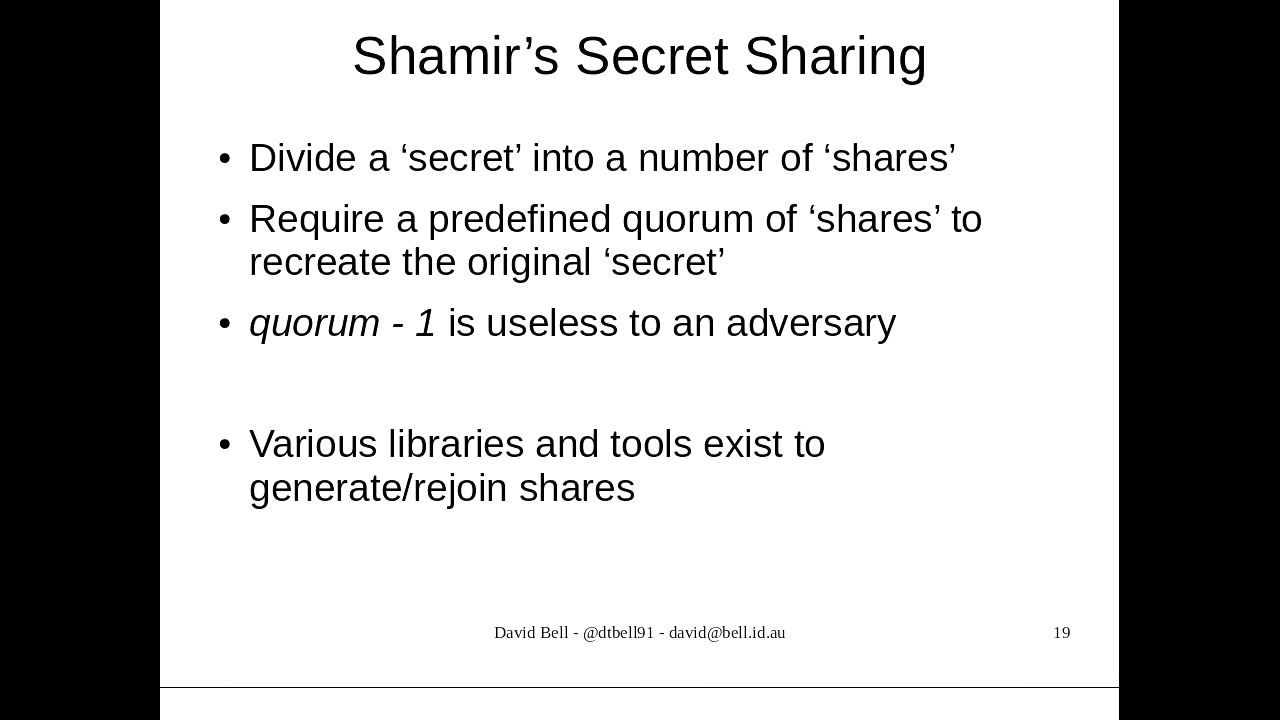 Shamir’s Secret Sharing
• Divide a ‘secret’ into a number of ‘shares’
• Require a predefined quorum of ‘shares’ to
recreate the original ‘secret’
• quorum - 1 is useless to an adversary
• Various libraries and tools exist to
generate/rejoin shares
David Bell - @dtbell91 - david@bell.id.au
19